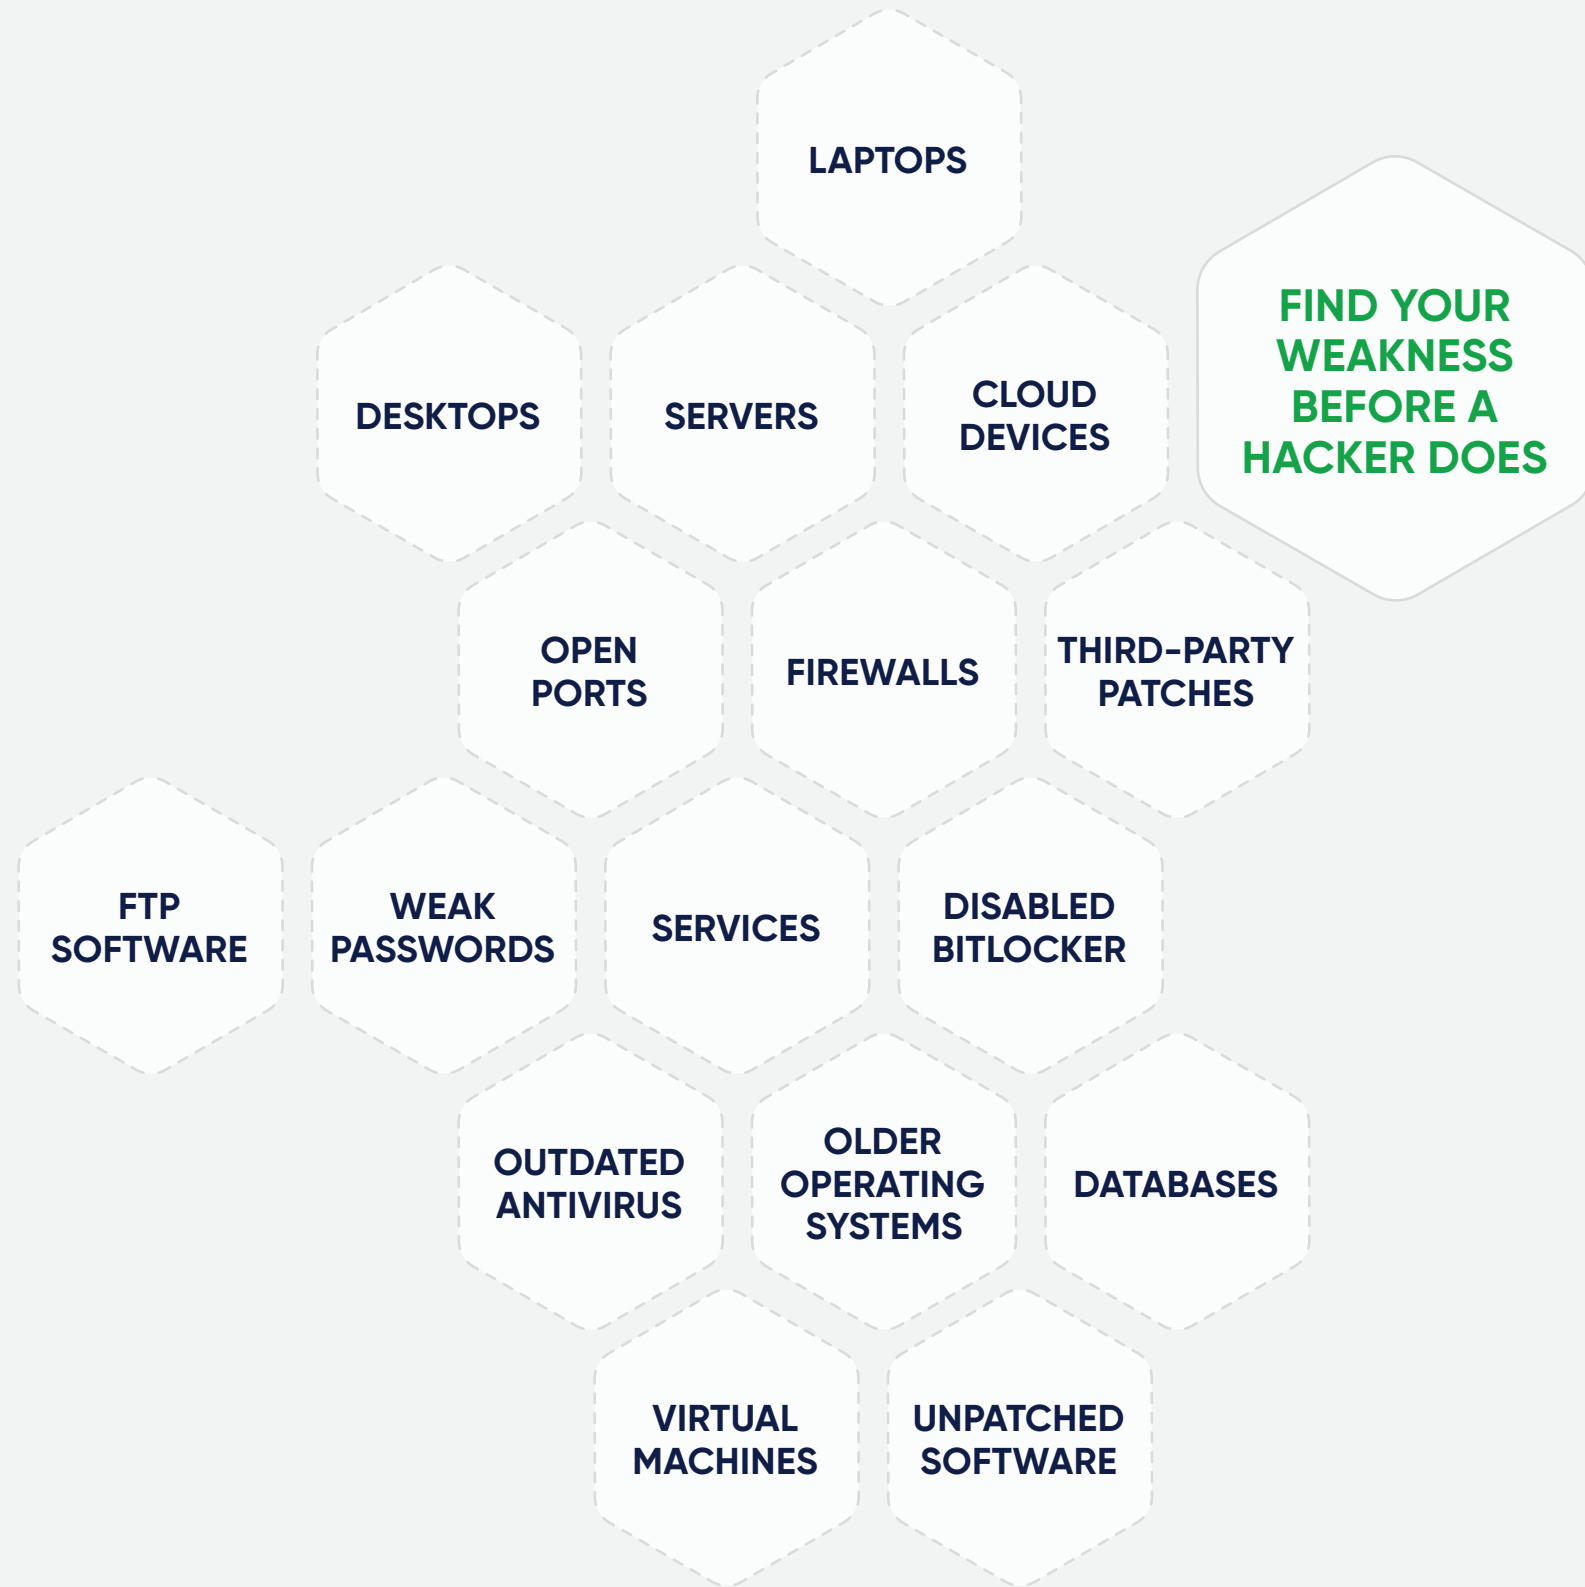 LAPTOPS
FIND YOUR
WEAKNESS
BEFORE A
HACKER DOES
DESKTOPS
SERVERS
CLOUD
DEVICES
OPEN
PORTS
FIREWALLS
THIRD-PARTY
PATCHES
FTP
SOFTWARE
WEAK
PASSWORDS
SERVICES
DISABLED
BITLOCKER
OUTDATED
ANTIVIRUS
OLDER
OPERATING
SYSTEMS
DATABASES
VIRTUAL
MACHINES
UNPATCHED
SOFTWARE